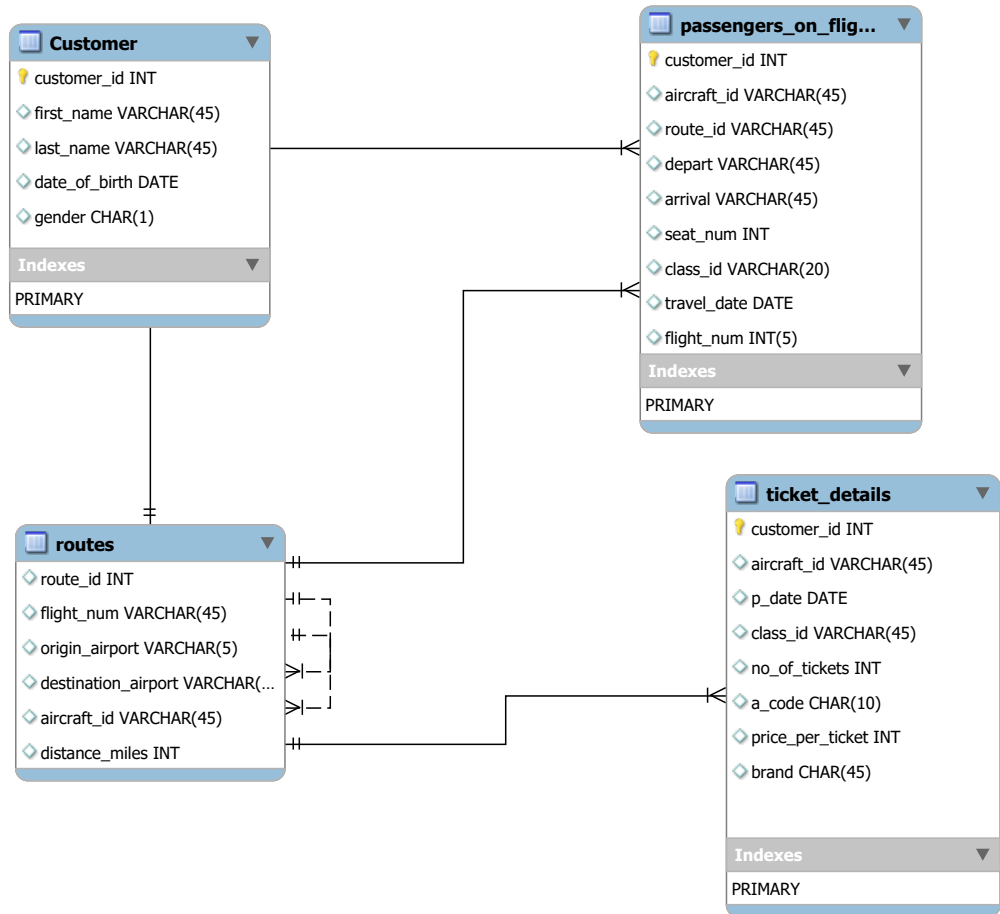 Customer
customer_id INT
first_name VARCHAR(45)
last_name VARCHAR(45)
date_of_birth DATE
gender CHAR(1)
Indexes
PRIMARY
passengers_on_flig...
customer_id INT
aircraft_id VARCHAR(45)
route_id VARCHAR(45)
depart VARCHAR(45)
arrival VARCHAR(45)
seat_num INT
class_id VARCHAR(20)
travel_date DATE
flight_num INT(5)
Indexes
PRIMARY
routes
route_id INT
flight_num VARCHAR(45)
origin_airport VARCHAR(5)
destination_airport VARCHAR(...
aircraft_id VARCHAR(45)
distance_miles INT
ticket_details
customer_id INT
aircraft_id VARCHAR(45)
p_date DATE
class_id VARCHAR(45)
no_of_tickets INT
a_code CHAR(10)
price_per_ticket INT
brand CHAR(45)
Indexes
PRIMARY